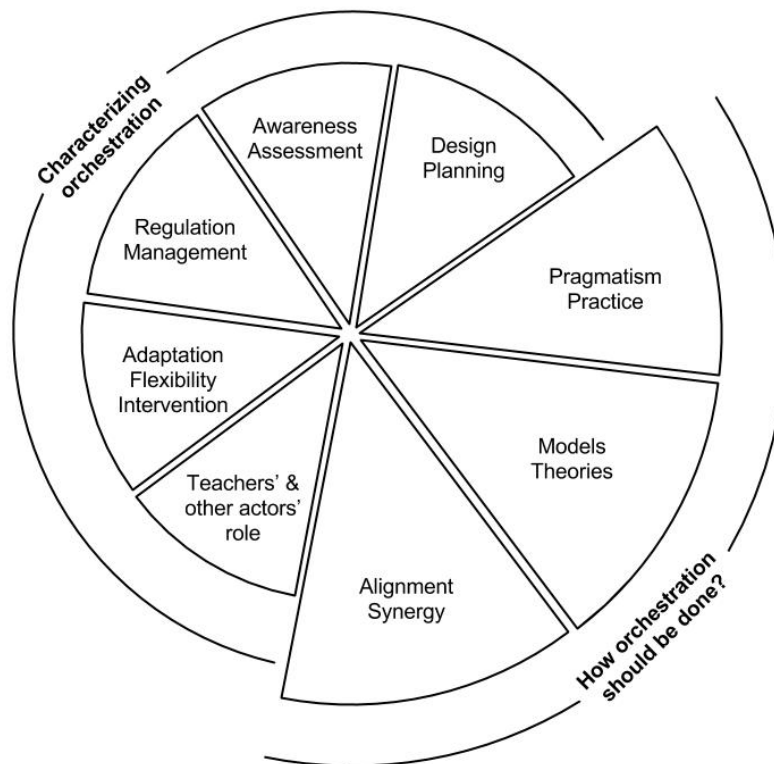 Characterizing
orchestration
Awareness
Assessment
Design
Planning
Regulation
Management
Pragmatism
Practice
Adaptation
Flexibility
Intervention
Models
Theories
Teachers’ &
other actors’
role
Alignment
Synergy
How orchestration
should be done?